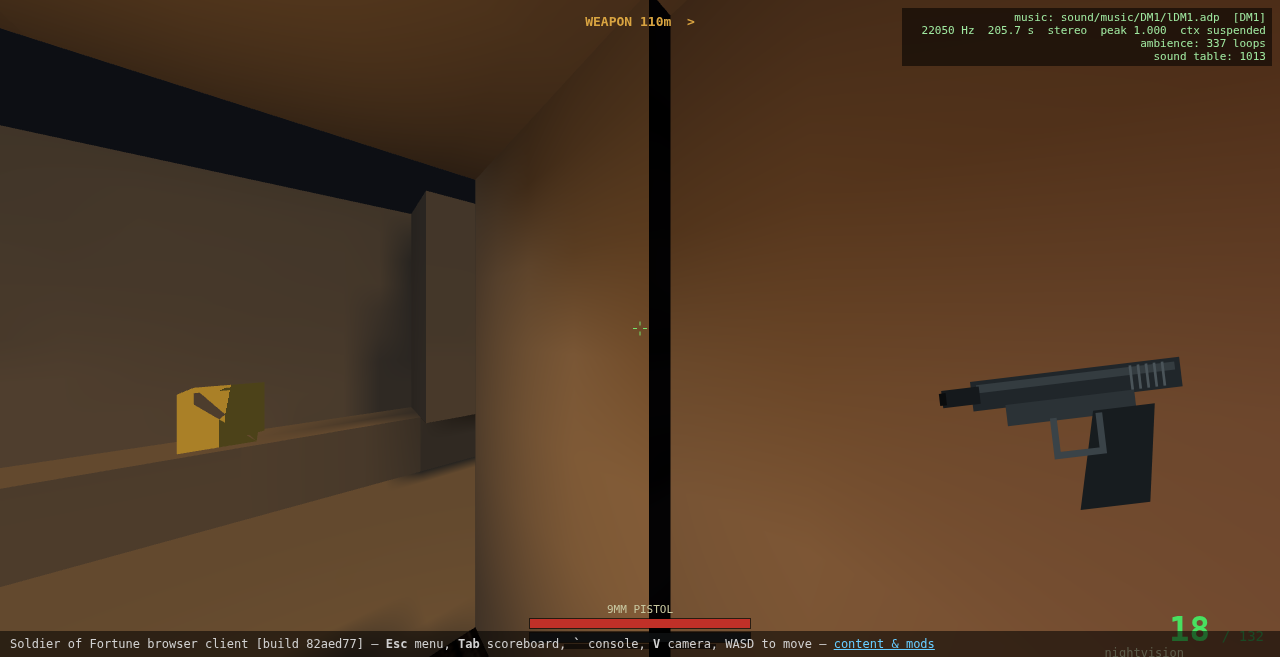 WEAPON 110m >
music: sound/music/DM1/lDM1.adp [DM1]
22050 Hz 205.7 s stereo peak 1.000 ctx suspended
ambience: 337 loops
sound table: 1013
9MM PISTOL
18 / 132
Soldier of Fortune browser client [build 82aed77] — Esc menu, Tab scoreboard, ` console, V camera, WASD to move — content & mods
nightvision